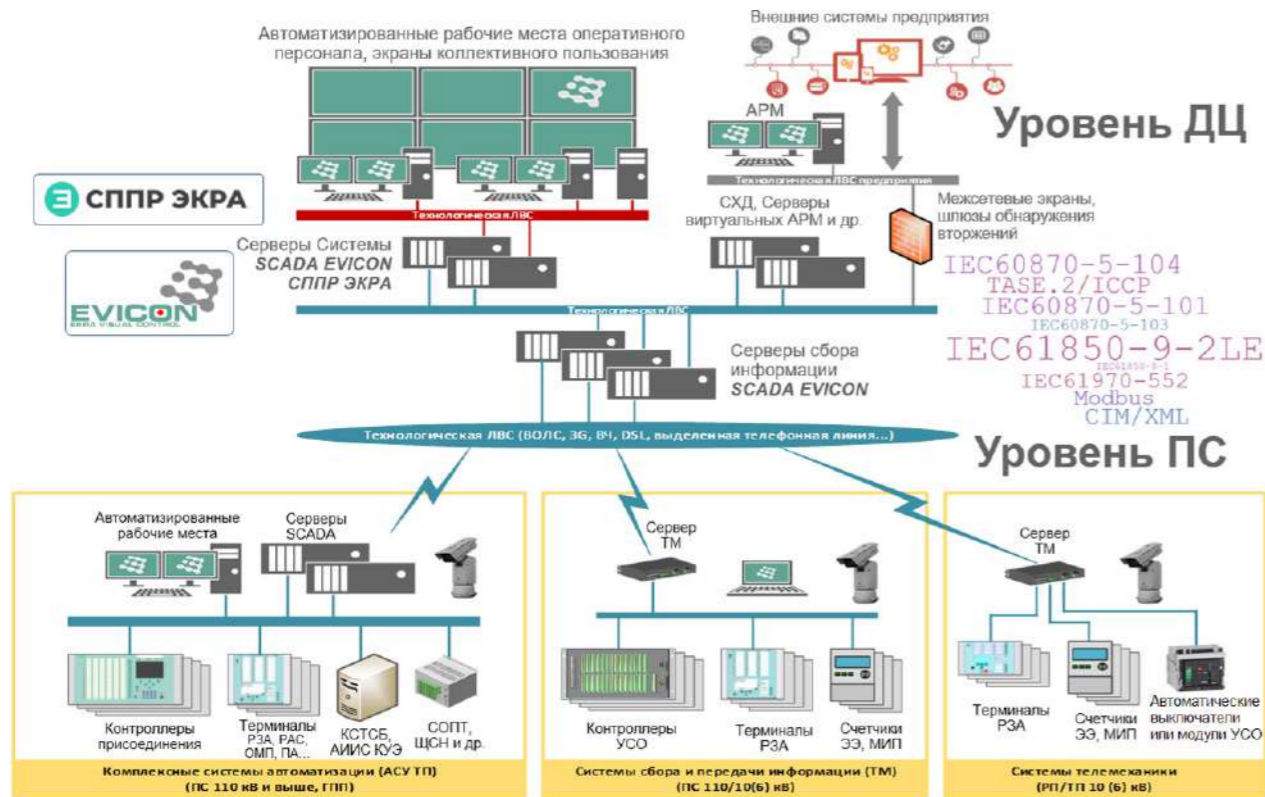 Автоматизированные рабочие места оперативного
персонала, экраны коллективного пользования
Внешние системы предприятия
АРМ
Уровень ДЦ
Технологическая ЛВС предприятия
Э СППР ЭКРА
Технологическая ЛВС
СХД, Серверы
виртуальных АРМ и др.
Межсетевые экраны,
шлюзы обнаружения
вторжений
Серверы Системы
SCADA EVICON
СППР ЭКРА
EVICON
EKRA VISUAL CONTROL
Технологическая ЛВС
IEC60870-5-104
TASE.2/ICCP
IEC60870-5-101
IEC60870-5-103
IEC61850-9-2LE
IEC61850-8-1
IEC61970-552
Modbus
CIM/XML
Серверы сбора
информации
SCADA EVICON
Технологическая ЛВС (ВОЛС, 3G, ВЧ, DSL, выделенная телефонная линия...)
Уровень ПС
Автоматизированные
рабочие места
Серверы
SCADA
Контроллеры
присоединения
Терминалы
РЗА, РАС,
ОМП, ПА...
КСТСБ,
АИИС КУЭ
СОПТ,
ЩСН и др.
Комплексные системы автоматизации (АСУ ТП)
(ПС 110 кВ и выше, ГПП)
Сервер
ТМ
Контроллеры
УСО
Терминалы
РЗА
Счетчики
ЭЭ, МИП
Системы сбора и передачи информации (ТМ)
(ПС 110/10(6) кВ)
Сервер
ТМ
Терминалы
РЗА
Счетчики
ЭЭ, МИП
Автоматические
выключатели
или модули УСО
Системы телемеханики
(РП/ТП 10 (6) кВ)